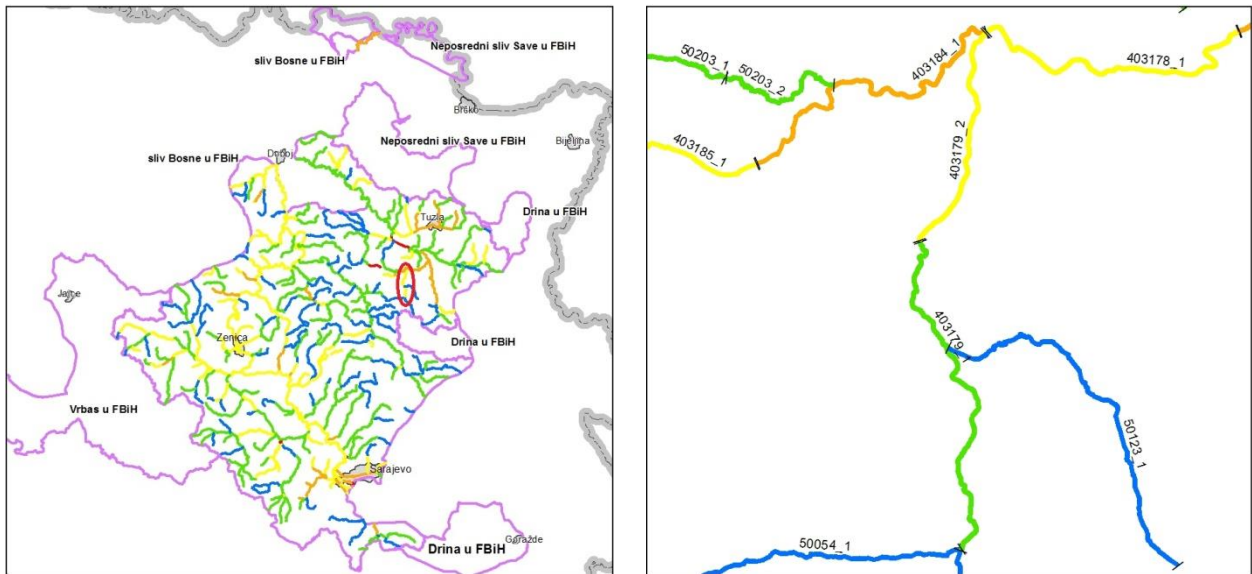 Neposredni sliv Save u FBiH
sliv Bosne u FBiH
Brčko
Bijeljina
Neposredni sliv Save u FBiH
Doboj
sliv Bosne u FBiH
Drina u FBiH
Tuzla
Jajce
Drina u FBiH
Zenica
Vrbas u FBiH
Sarajevo
Goražde
Drina u FBiH
50203_1
50203_2
403184_1
403178_1
403185_1
403179_2
403179
50123_1
50054_1